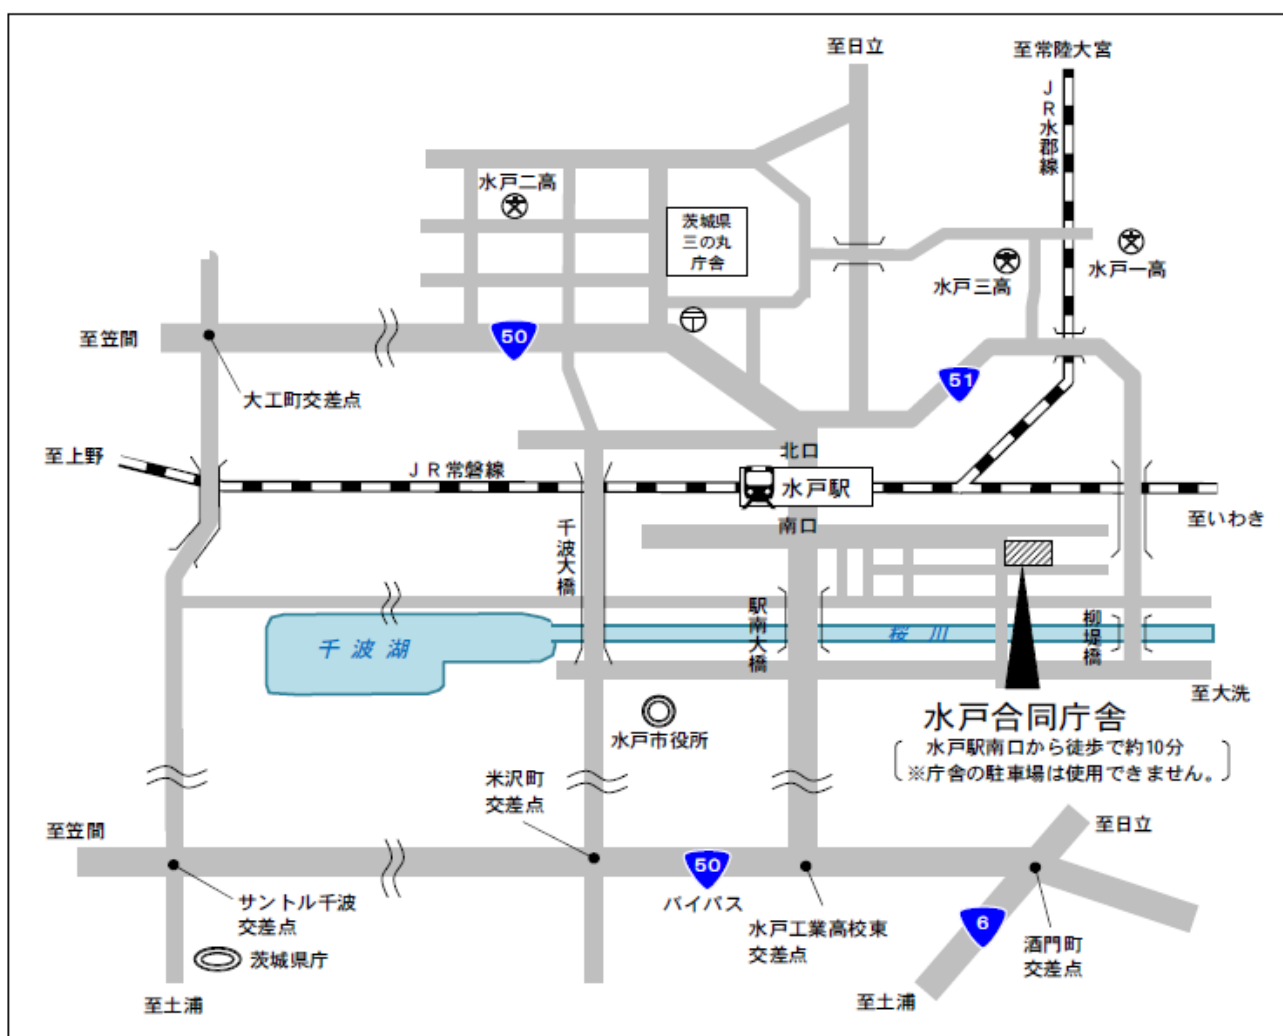 至日立
至常陸大宮
ＪＲ水郡線
水戸二高
茨城県
三の丸
庁舎
水戸三高
水戸一高
至笠間
50
51
大工町交差点
至上野
ＪＲ常磐線
北口
水戸駅
南口
至いわき
千波大橋
駅南大橋
柳堤橋
千波湖
桜川
至大洗
水戸合同庁舎
水戸駅南口から徒歩で約10分
※庁舎の駐車場は使用できません。
水戸市役所
米沢町
交差点
至笠間
至日立
50
バイパス
サントル千波
交差点
水戸工業高校東
交差点
6
酒門町
交差点
茨城県庁
至土浦
至土浦